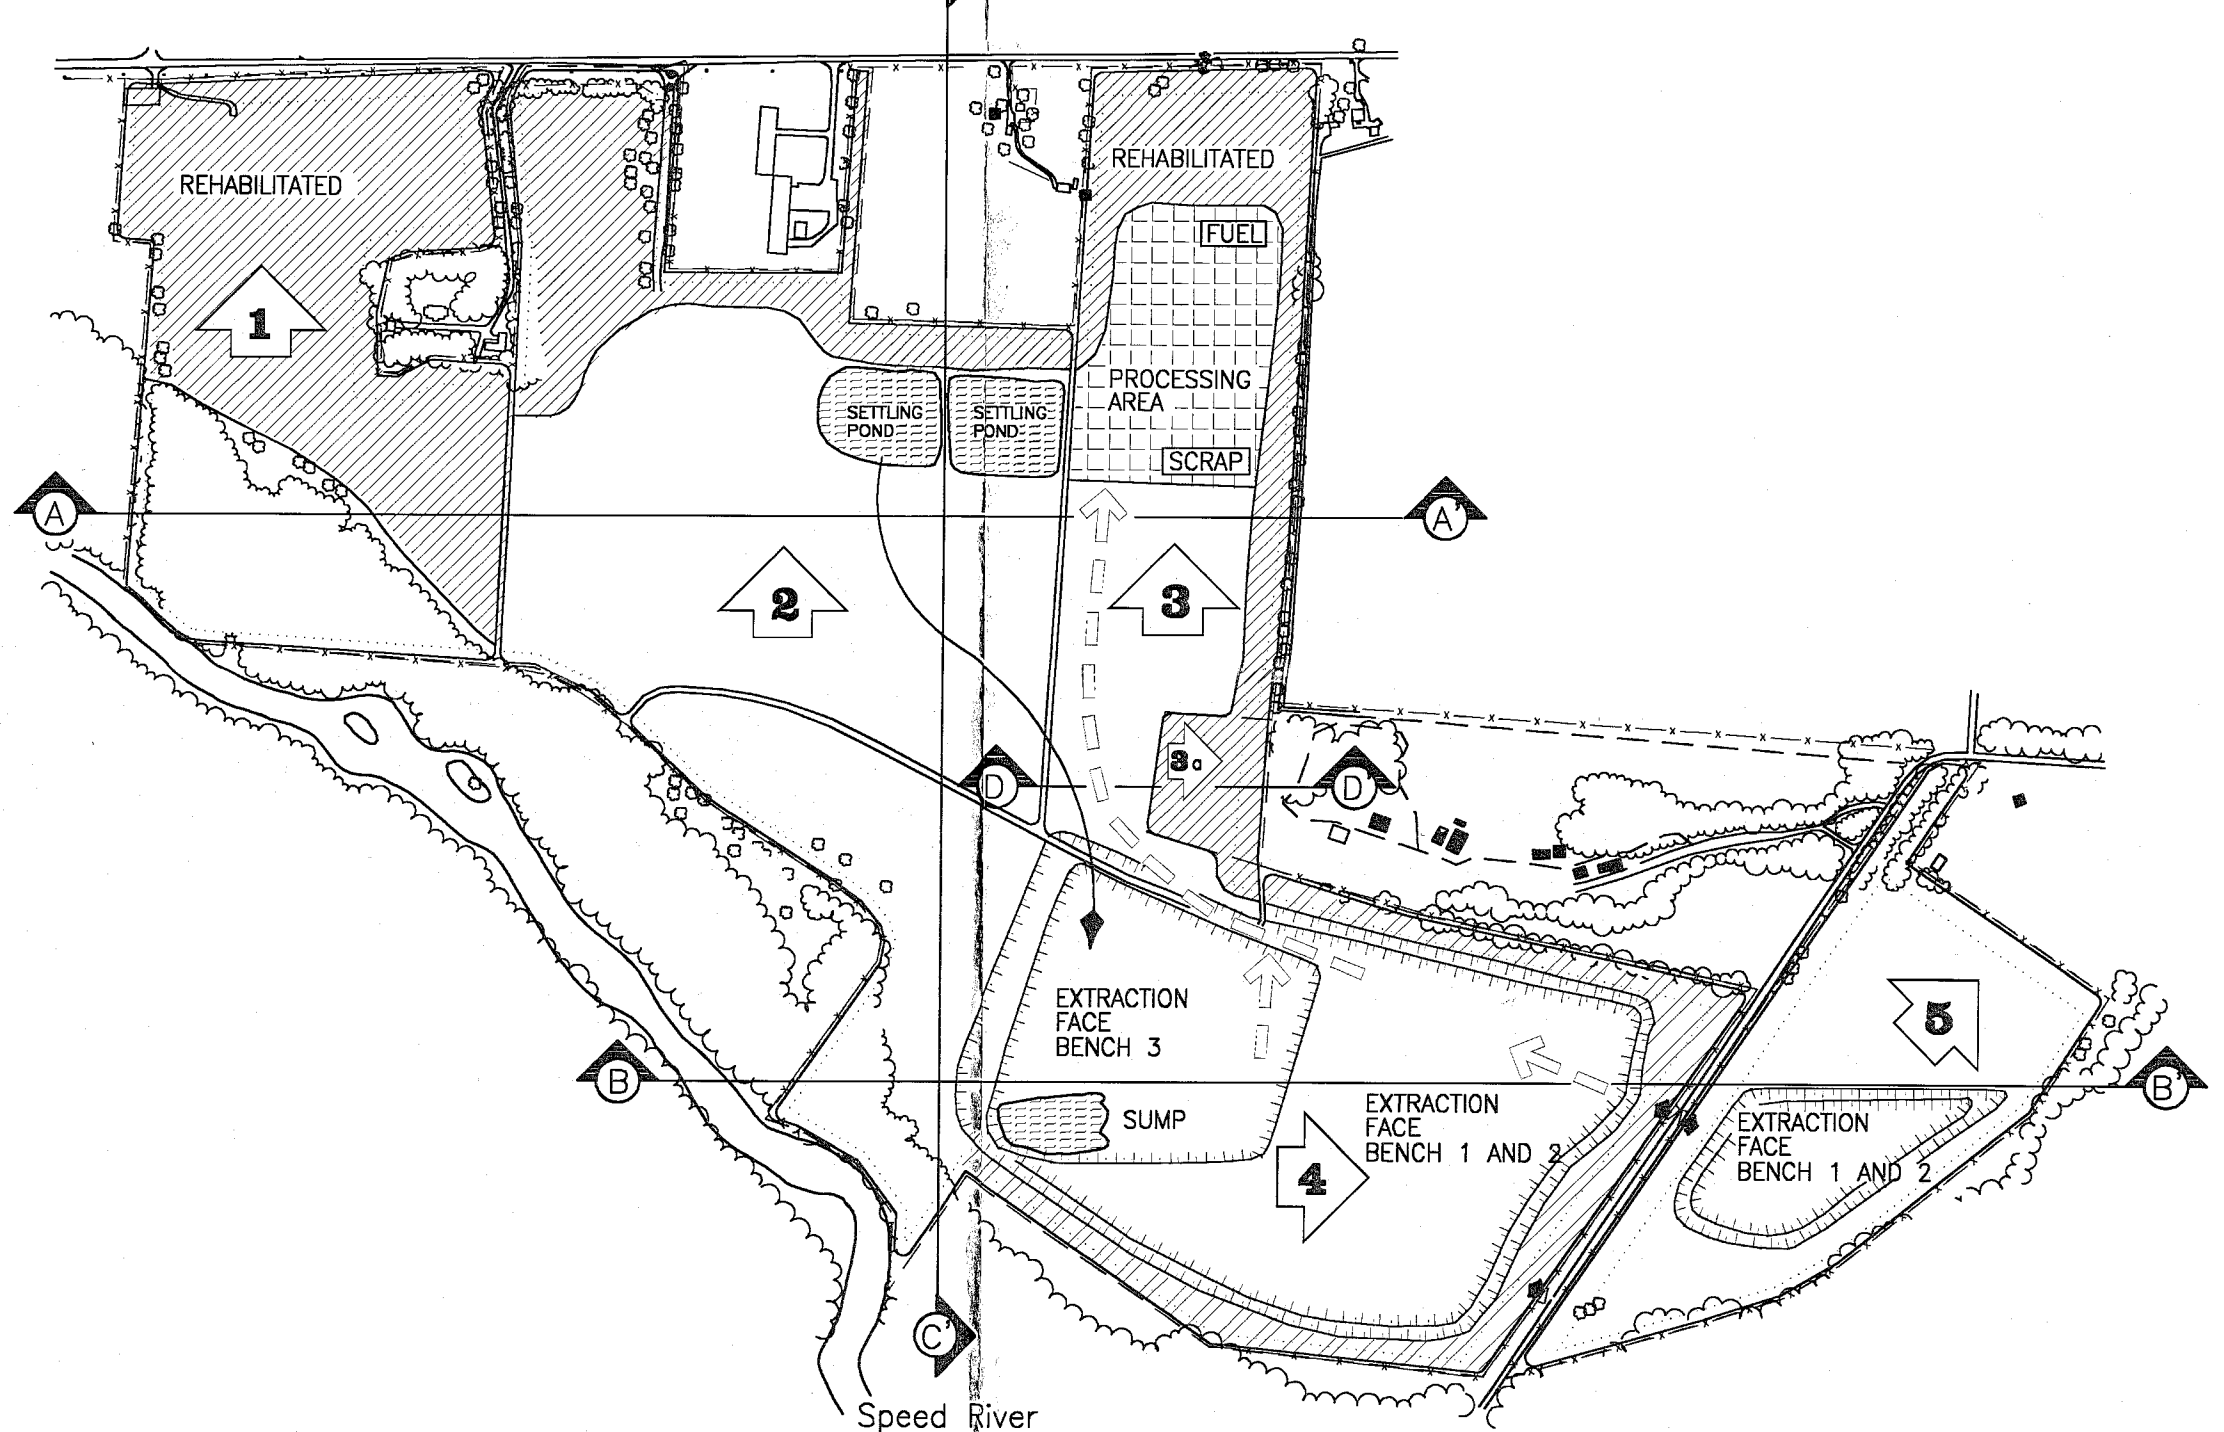 REHABILITATED
REHABILITATED
FUEL
1
PROCESSING
AREA
SETTLING
POND
SETTLING
POND
SCRAP
A
A'
2
3
3a
D
D'
EXTRACTION
FACE
BENCH 3
5
B
B'
SUMP
EXTRACTION
FACE
BENCH 1 AND 2
EXTRACTION
FACE
BENCH 1 AND 2
4
C'
Speed River